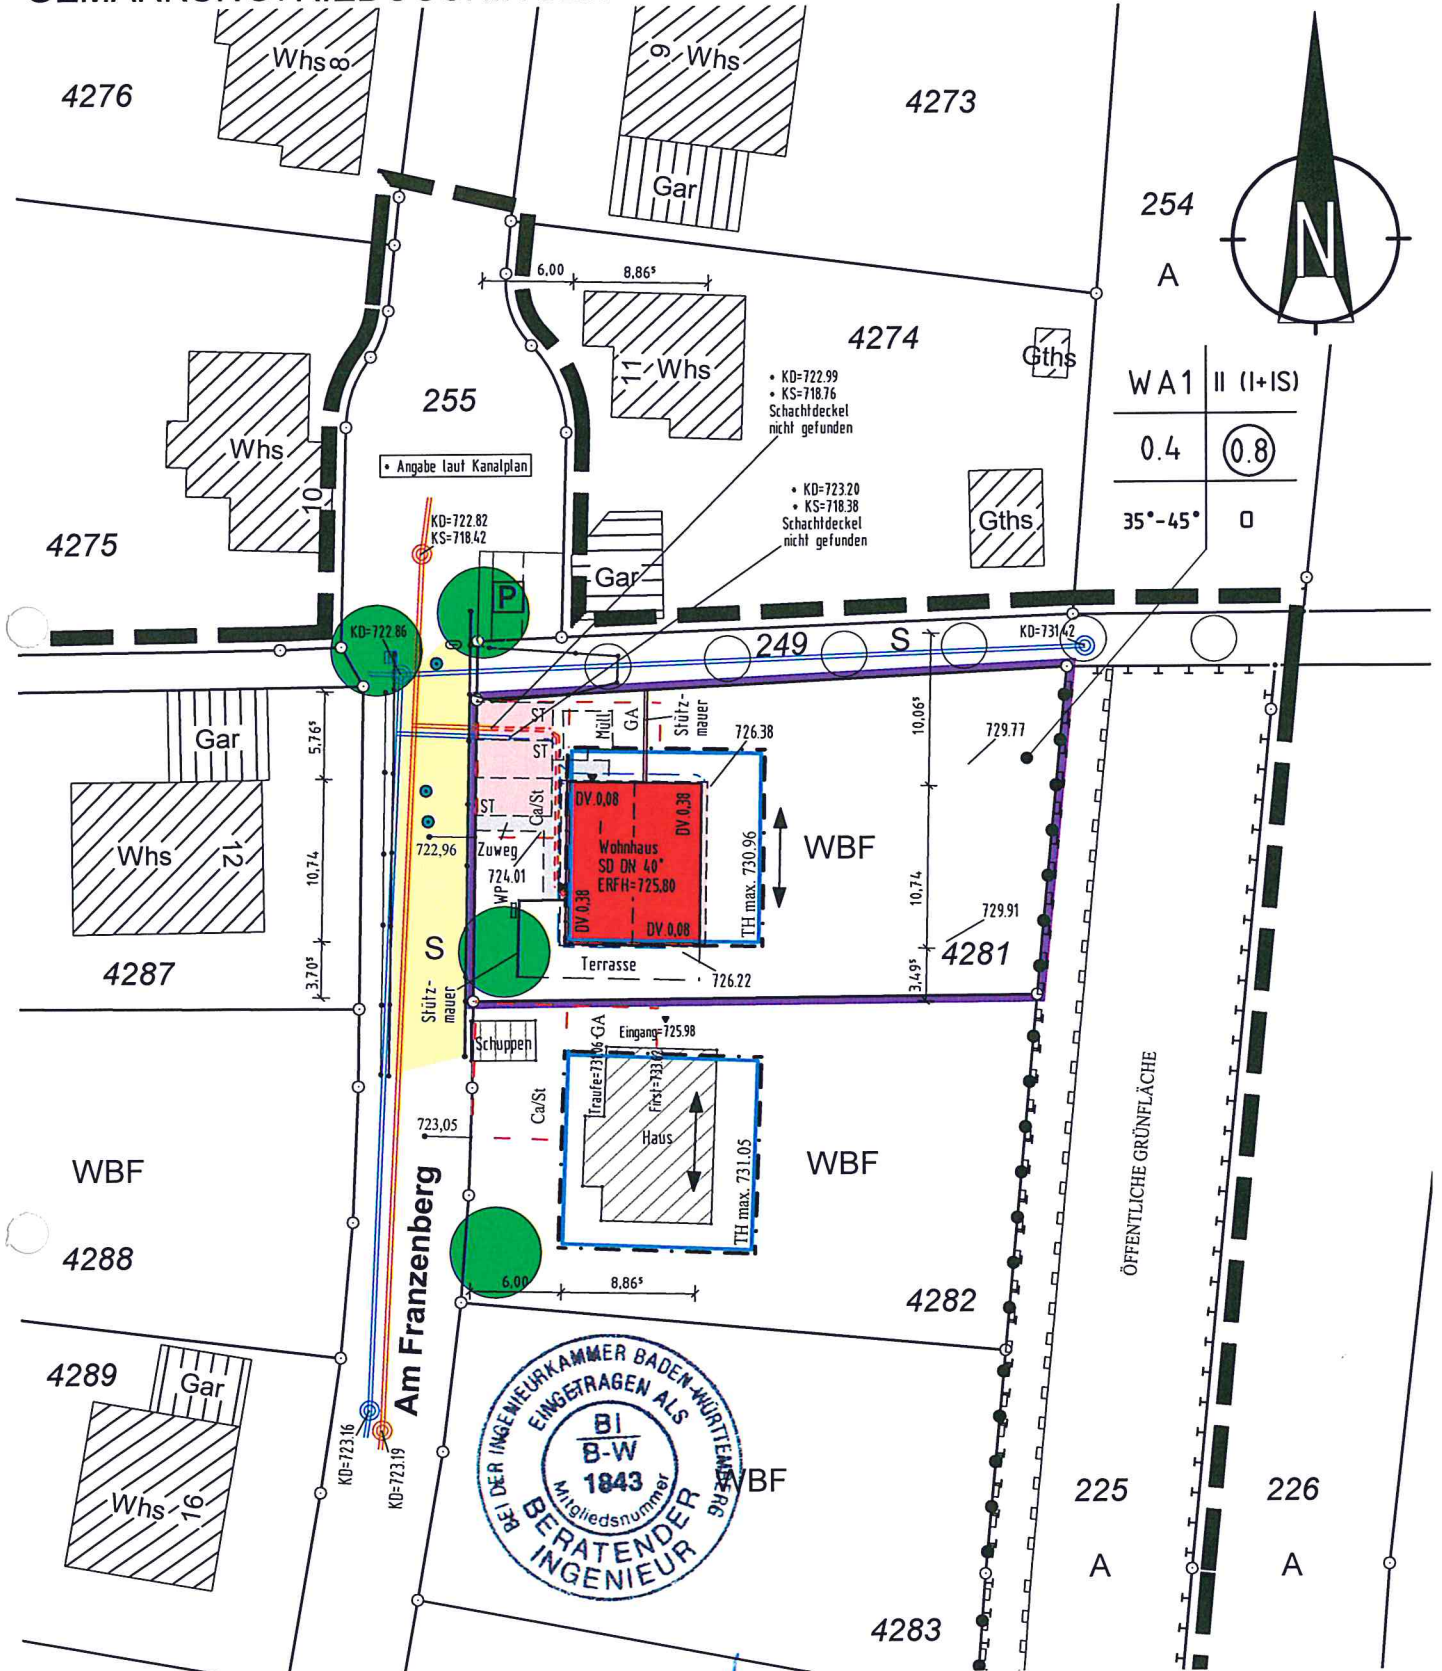 Whs 8
9 Whs
4276
4273
Gar
254
A
N
6,00
8,86⁵
4274
Gths
11 Whs
• KD=722.99
• KS=718.76
Schachtdeckel
nicht gefunden
WA1
II (I+IS)
0.4
0.8
35°-45°
O
255
Whs
10
• Angabe laut Kanalplan
• KD=723.20
• KS=718.38
Schachtdeckel
nicht gefunden
KD=722.82
KS=718.42
4275
Gths
Gar
P
KD=722.86
249
S
KD=731.42
Gar
5,76⁵
ST
Müll
GA
Stütz-
mauer
726.38
10,06⁵
729.77
ST
ST
Ca/St
DV.0,08
DV.0,38
Whs
12
10,74
722,96
Zuweg
724.01
WP
Wohnhaus
SD DN 40°
ERFH=725.80
TH max. 730.96
WBF
10,74
729.91
DV.0,38
DV.0,08
4287
3,70⁵
S
Stütz-
mauer
Terrasse
726.22
3,49⁵
4281
Schuppen
GA
Eingang=725.98
Traufe=731.06
Ca/St
723,05
Haus
TH max. 731.05
WBF
WBF
ÖFFENTLICHE GRÜNFLÄCHE
4288
Am Franzenberg
6,00
8,86⁵
4282
4289
Gar
KD=723.16
KD=723.19
Whs 16
BEI DER INGENIEURKAMMER BADEN-WÜRTTEMBERG
EINGETRAGEN ALS
BI
B-W
1843
Mitgliedsnummer
BERATENDER
INGENIEUR
WBF
225
226
A
A
4283